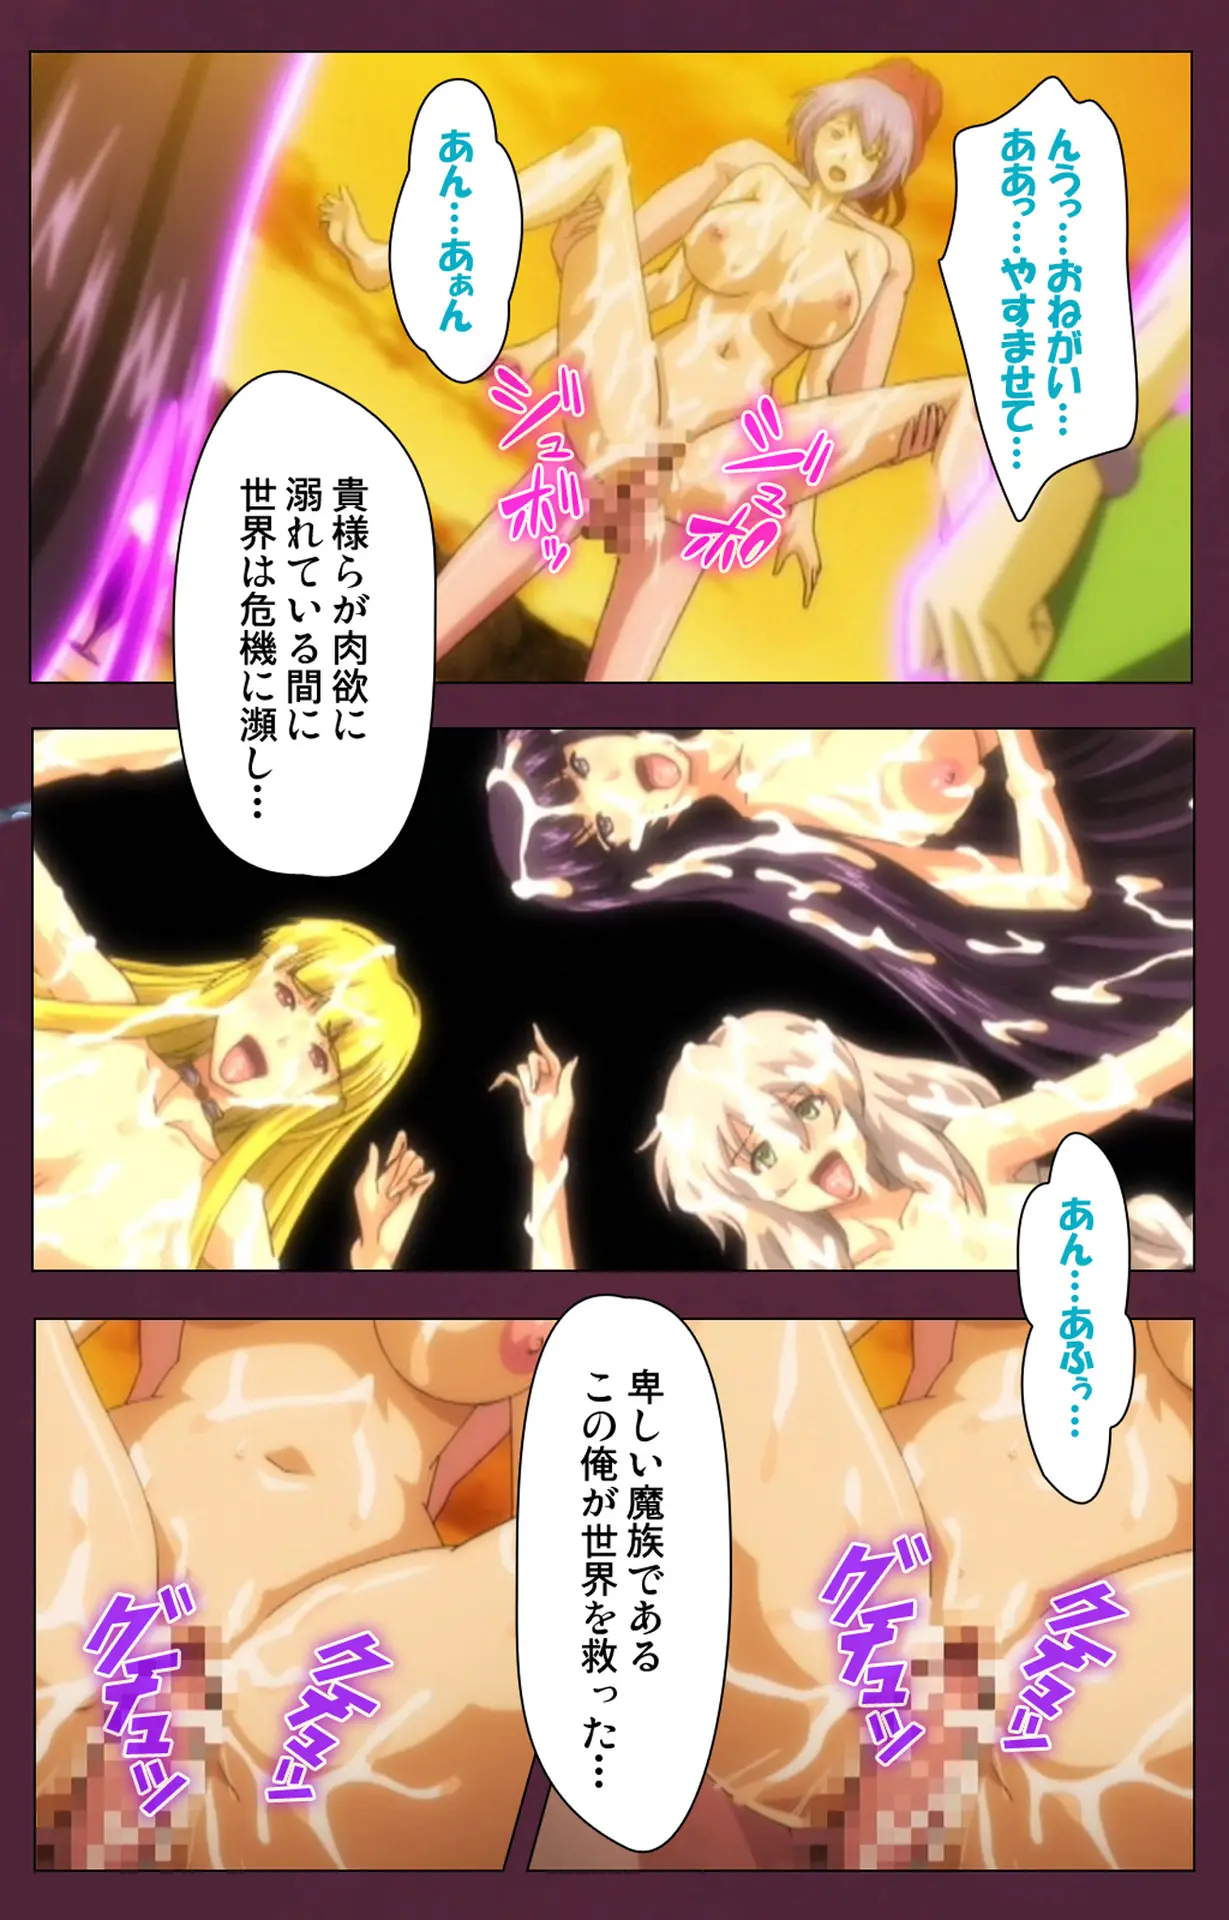 んうっ…おねがい…
ああっ…やすませて…
あん…あぁん
ジュボッ
ジュポ
貴様らが肉欲に
溺れている間に
世界は危機に瀕し…
あん…あふぅ…
グチュッ
クチュッ
卑しい魔族である
この俺が世界を救った…
グチュッ
クチュッ